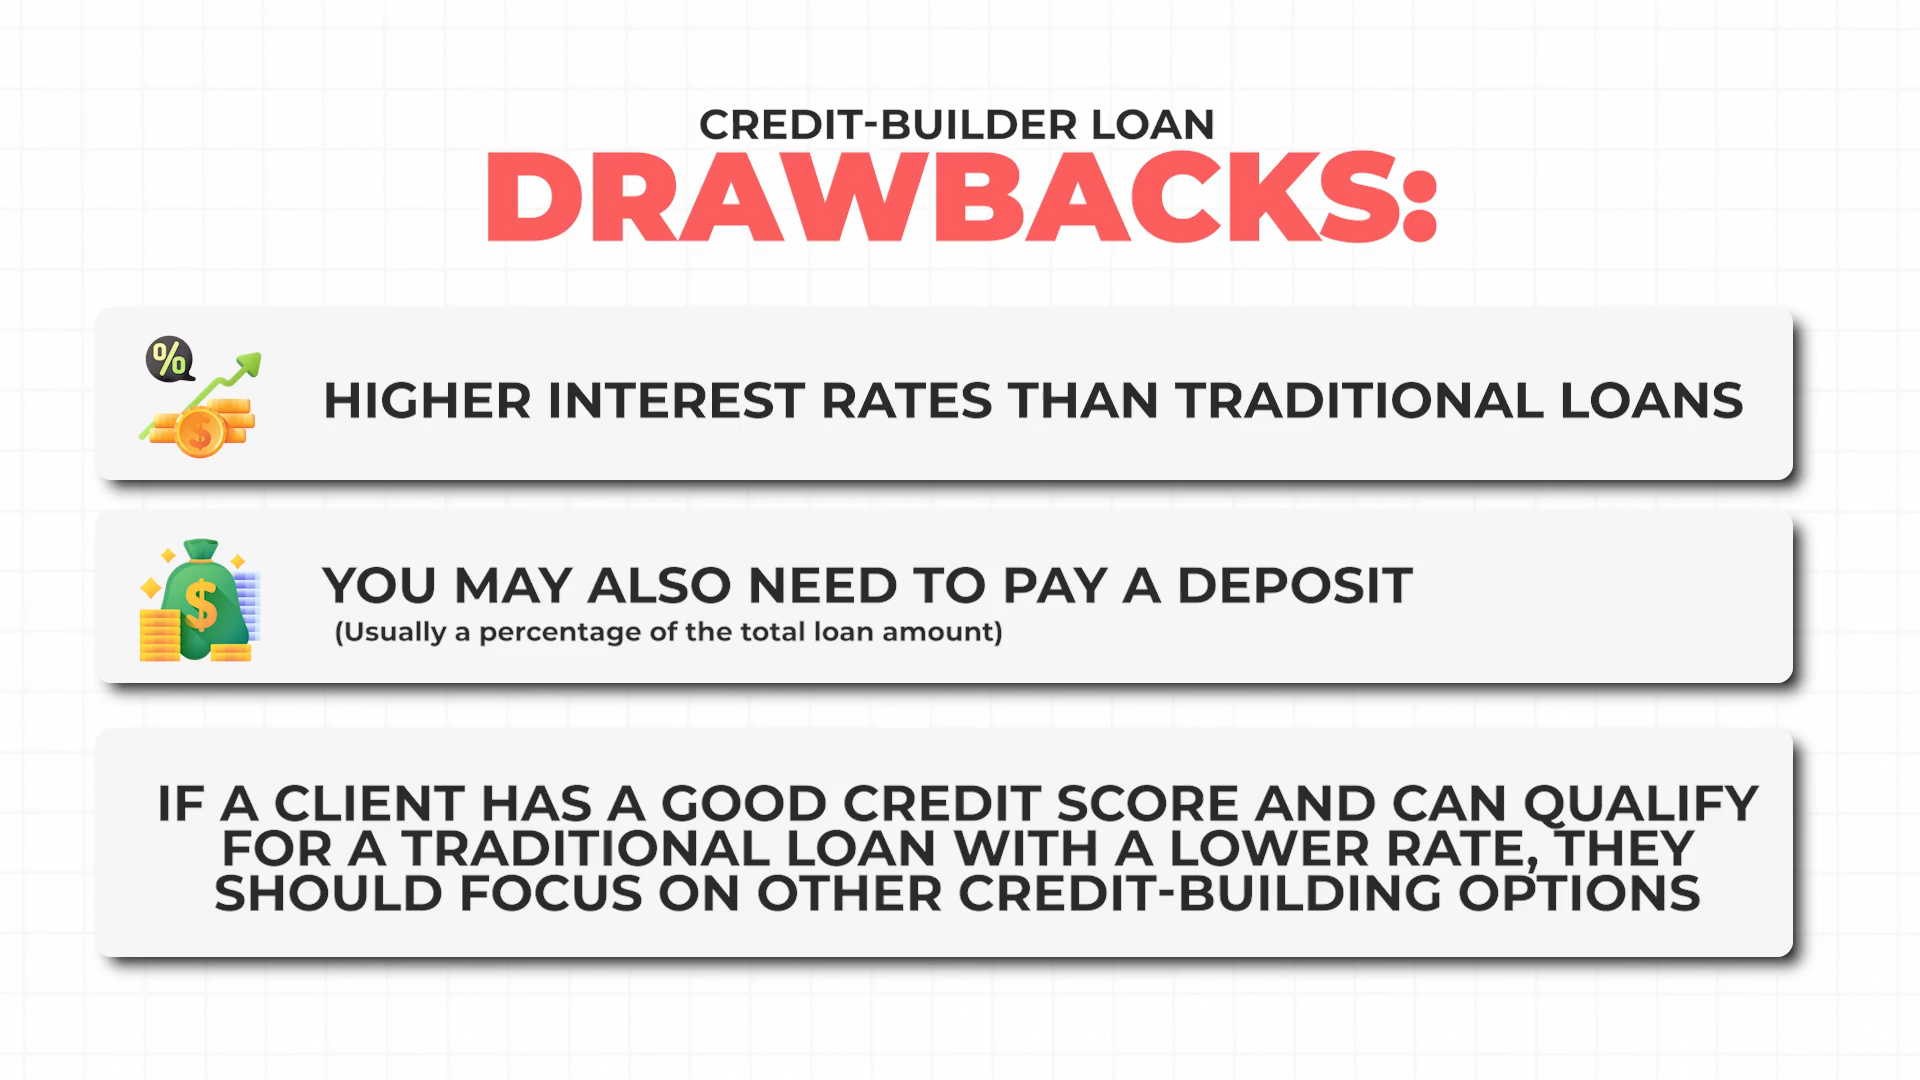 CREDIT-BUILDER LOAN
DRAWBACKS:
%
HIGHER INTEREST RATES THAN TRADITIONAL LOANS
$
YOU MAY ALSO NEED TO PAY A DEPOSIT
$
(Usually a percentage of the total loan amount)
IF A CLIENT HAS A GOOD CREDIT SCORE AND CAN QUALIFY
FOR A TRADITIONAL LOAN WITH A LOWER RATE, THEY
SHOULD FOCUS ON OTHER CREDIT-BUILDING OPTIONS